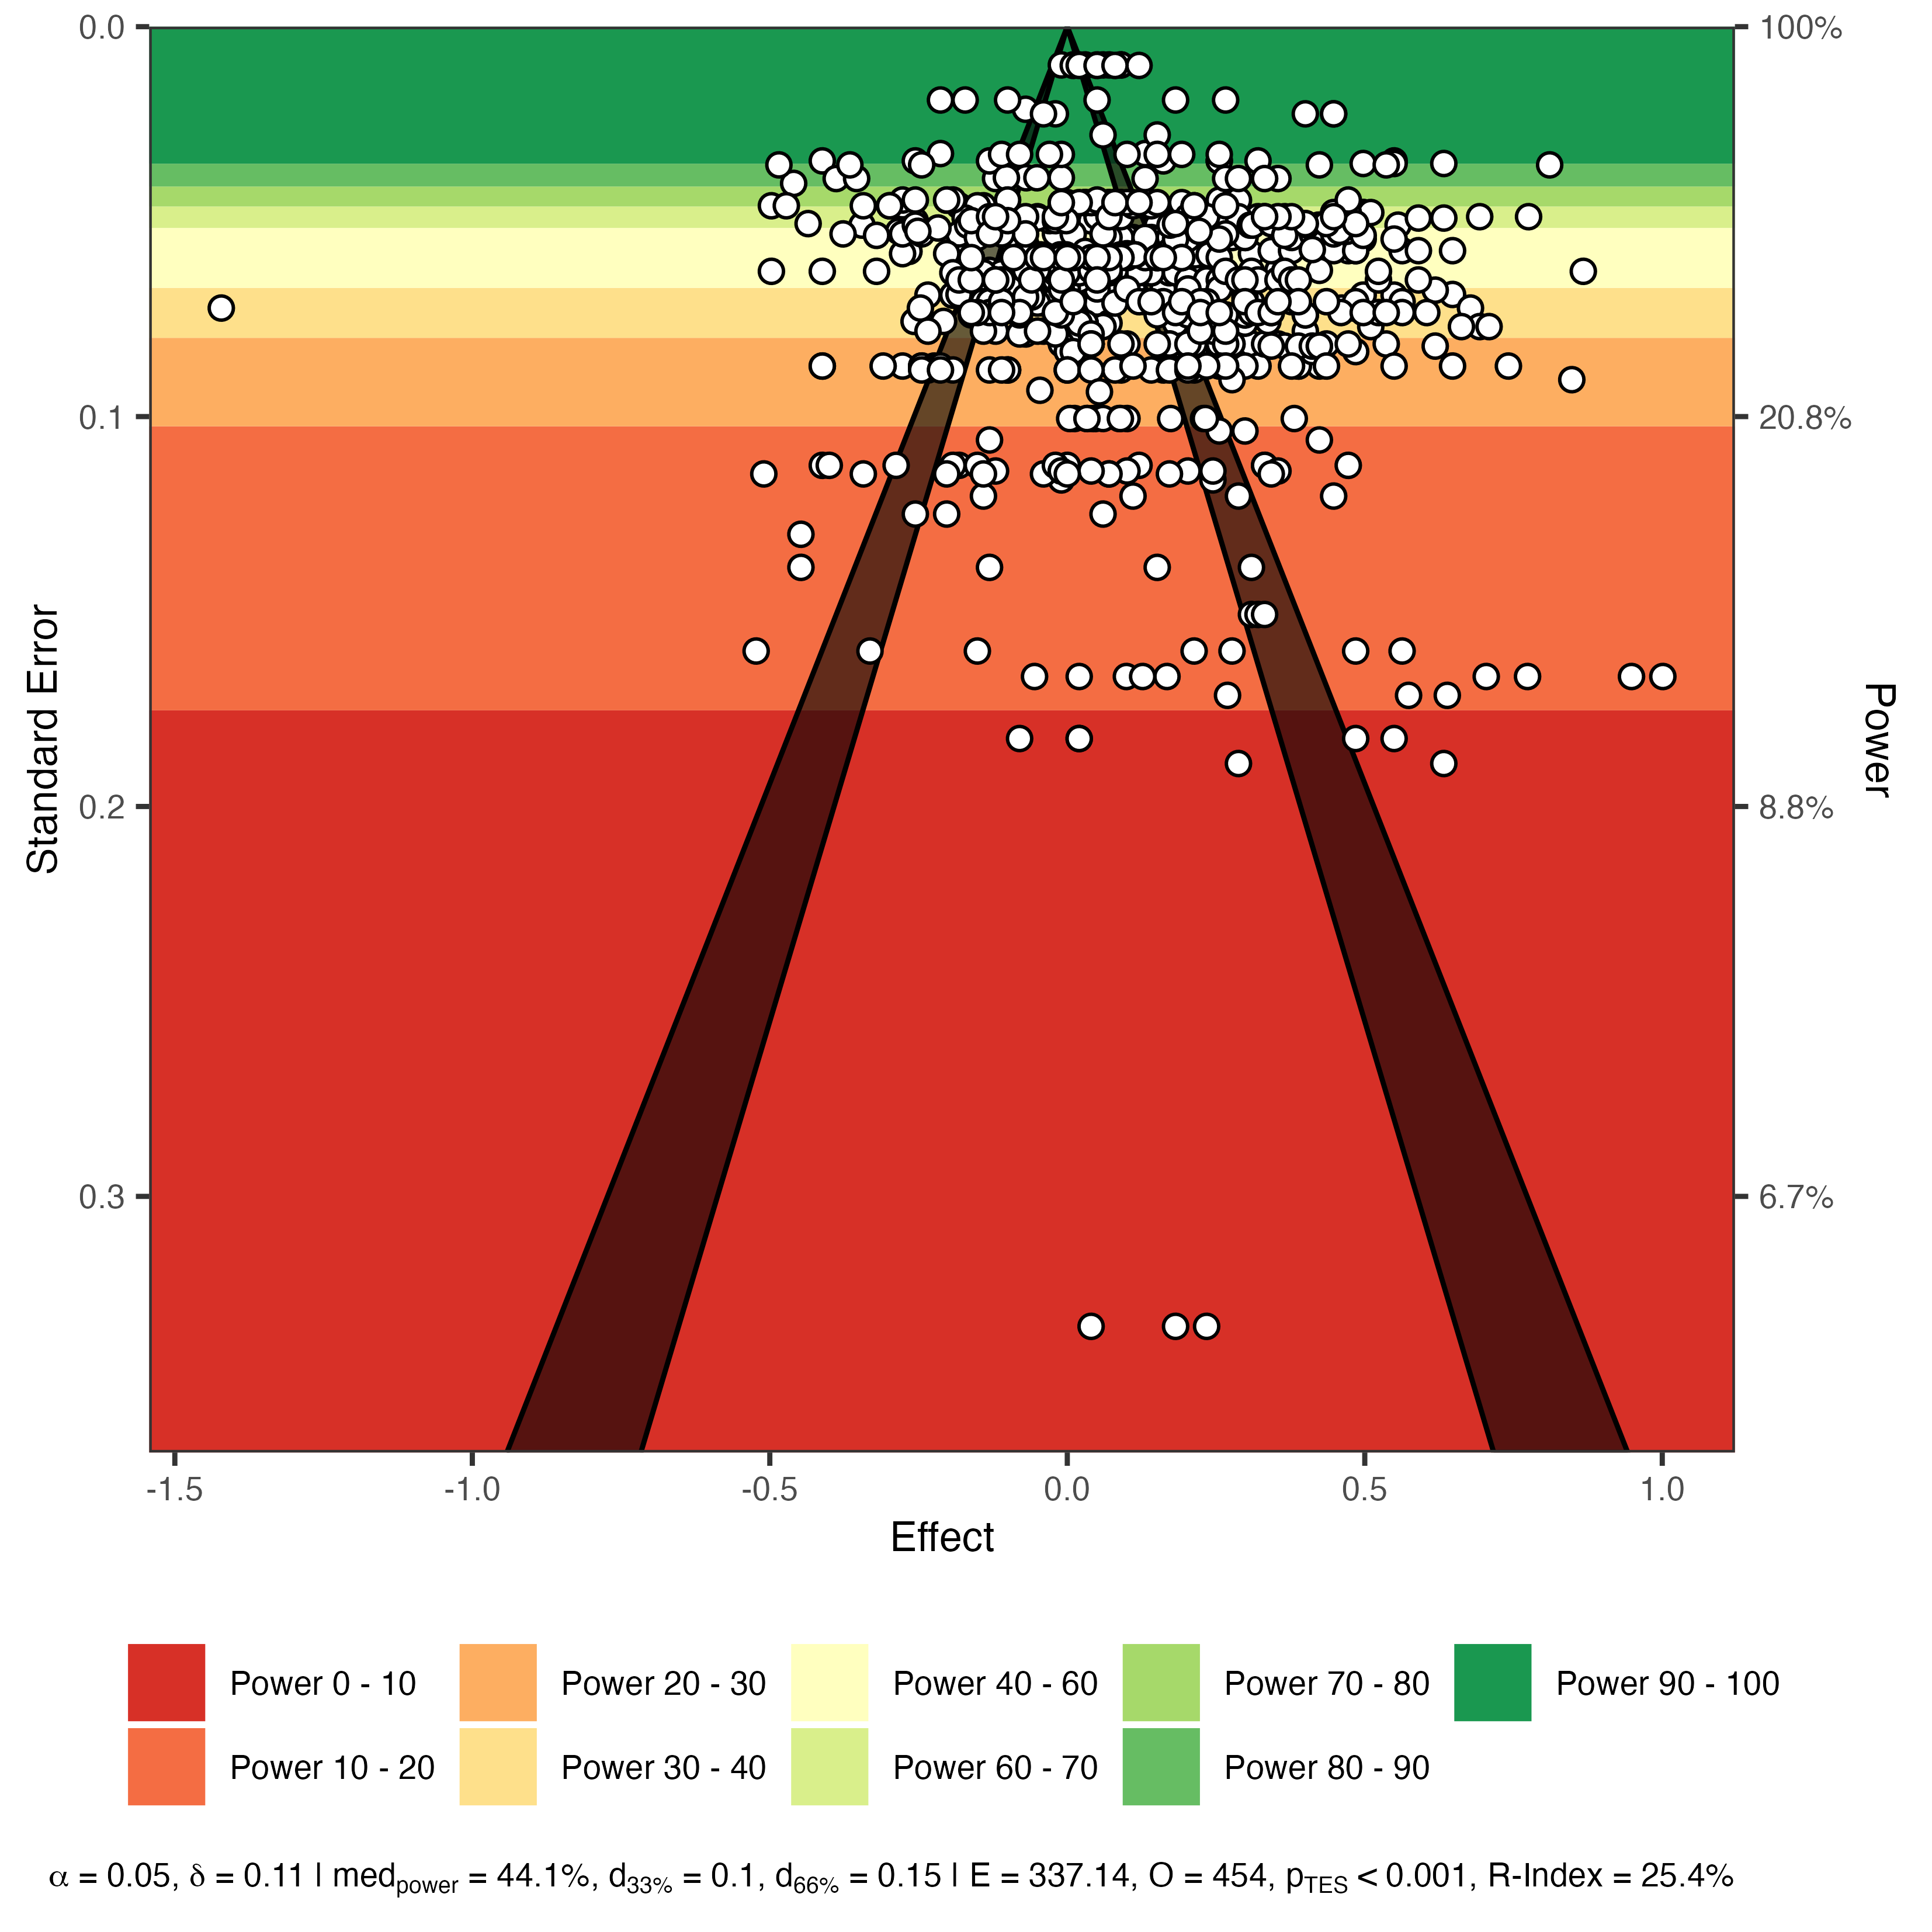 0.0
0.1
0.2
0.3
Standard Error
100%
20.8%
8.8%
6.7%
Power
-1.5 -1.0 -0.5 0.0 0.5 1.0
Effect
Power 0 - 10 Power 20 - 30 Power 40 - 60 Power 70 - 80 Power 90 - 100
Power 10 - 20 Power 30 - 40 Power 60 - 70 Power 80 - 90
α = 0.05, δ = 0.11 | med_power = 44.1%, d_33% = 0.1, d_66% = 0.15 | E = 337.14, O = 454, p_TES < 0.001, R-Index = 25.4%